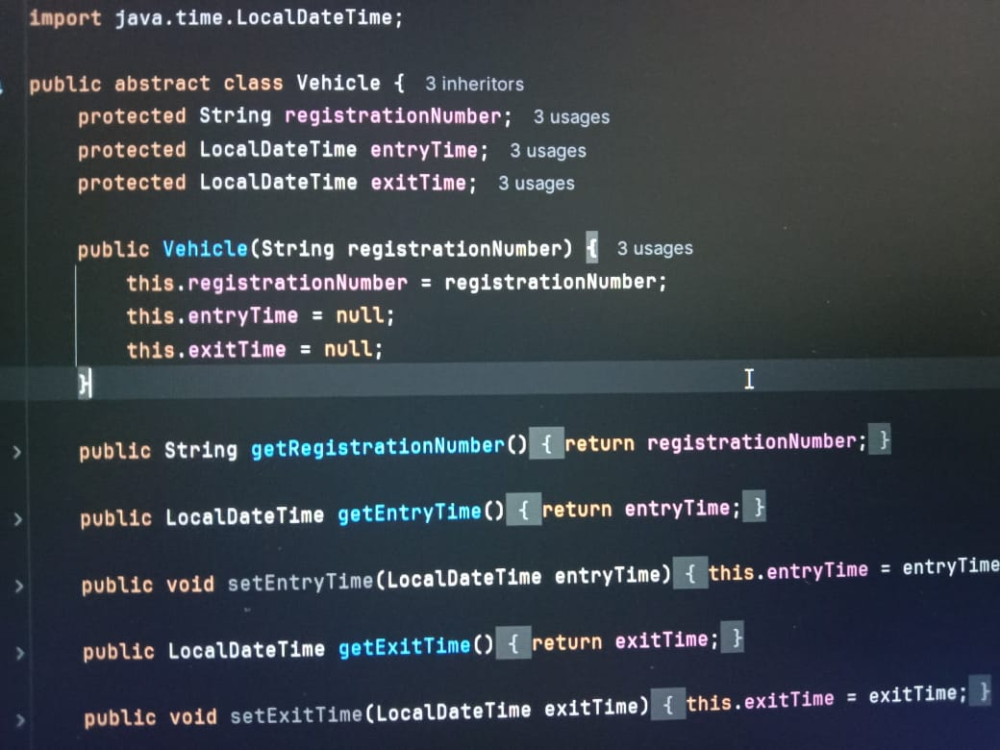 import java.time.LocalDateTime;
public abstract class Vehicle { 3 inheritors
protected String registrationNumber; 3 usages
protected LocalDateTime entryTime; 3 usages
protected LocalDateTime exitTime; 3 usages
public Vehicle(String registrationNumber) { 3 usages
this.registrationNumber = registrationNumber;
this.entryTime = null;
this.exitTime = null;
}
public String getRegistrationNumber() { return registrationNumber; }
public LocalDateTime getEntryTime() { return entryTime; }
public void setEntryTime(LocalDateTime entryTime) { this.entryTime = entryTime
public LocalDateTime getExitTime() { return exitTime; }
public void setExitTime(LocalDateTime exitTime) { this.exitTime = exitTime; }